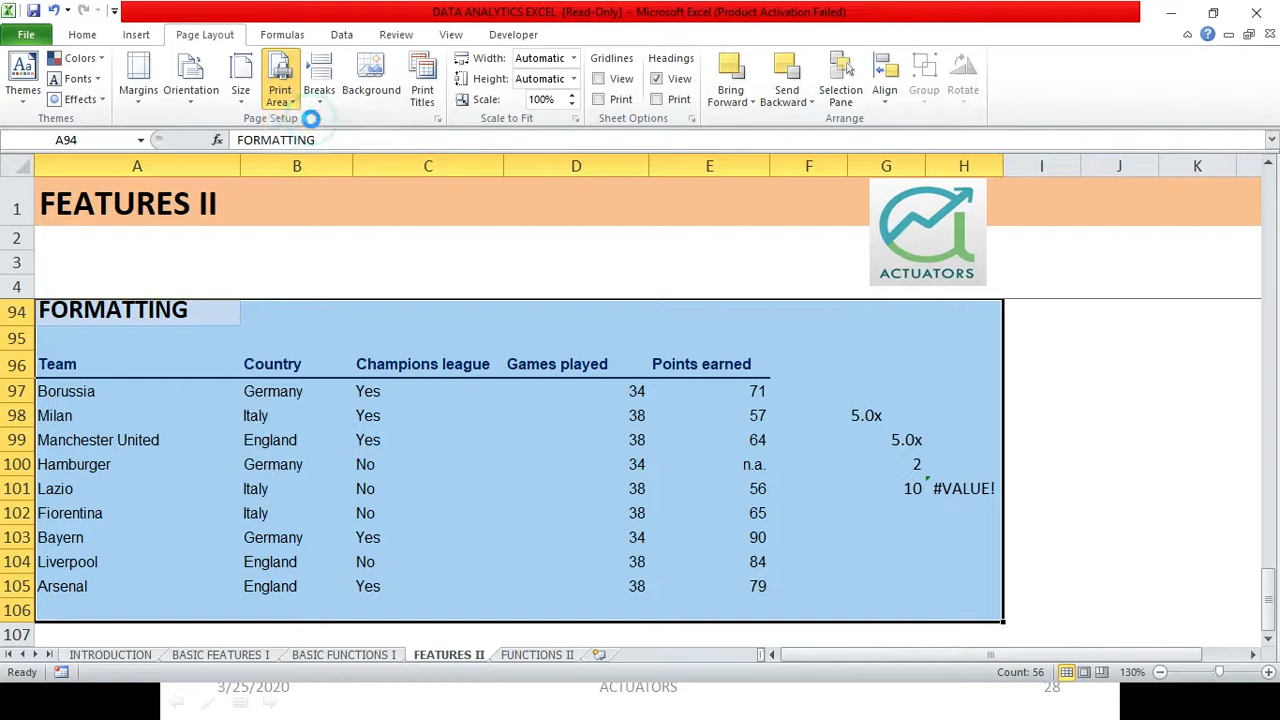 DATA ANALYTICS EXCEL [Read-Only] - Microsoft Excel (Product Activation Failed)
File Home Insert Page Layout Formulas Data Review View Developer
Themes Colors Fonts Effects Margins Orientation Size Print Area Breaks Background Print Titles Width: Automatic Height: Automatic Scale: 100% Gridlines View Print Headings View Print Bring Forward Send Backward Selection Pane Align Group Rotate
Themes Page Setup Scale to Fit Sheet Options Arrange
A94 fx FORMATTING
A B C D E F G H I J K
1 FEATURES II
2
3
4 ACTUATORS
94 FORMATTING
95
96 Team Country Champions league Games played Points earned
97 Borussia Germany Yes 34 71
98 Milan Italy Yes 38 57 5.0x
99 Manchester United England Yes 38 64 5.0x
100 Hamburger Germany No 34 n.a. 2
101 Lazio Italy No 38 56 10 #VALUE!
102 Fiorentina Italy No 38 65
103 Bayern Germany Yes 34 90
104 Liverpool England No 38 84
105 Arsenal England Yes 38 79
106
107
INTRODUCTION BASIC FEATURES I BASIC FUNCTIONS I FEATURES II FUNCTIONS II
Ready Count: 56 130%
3/25/2020 ACTUATORS 28